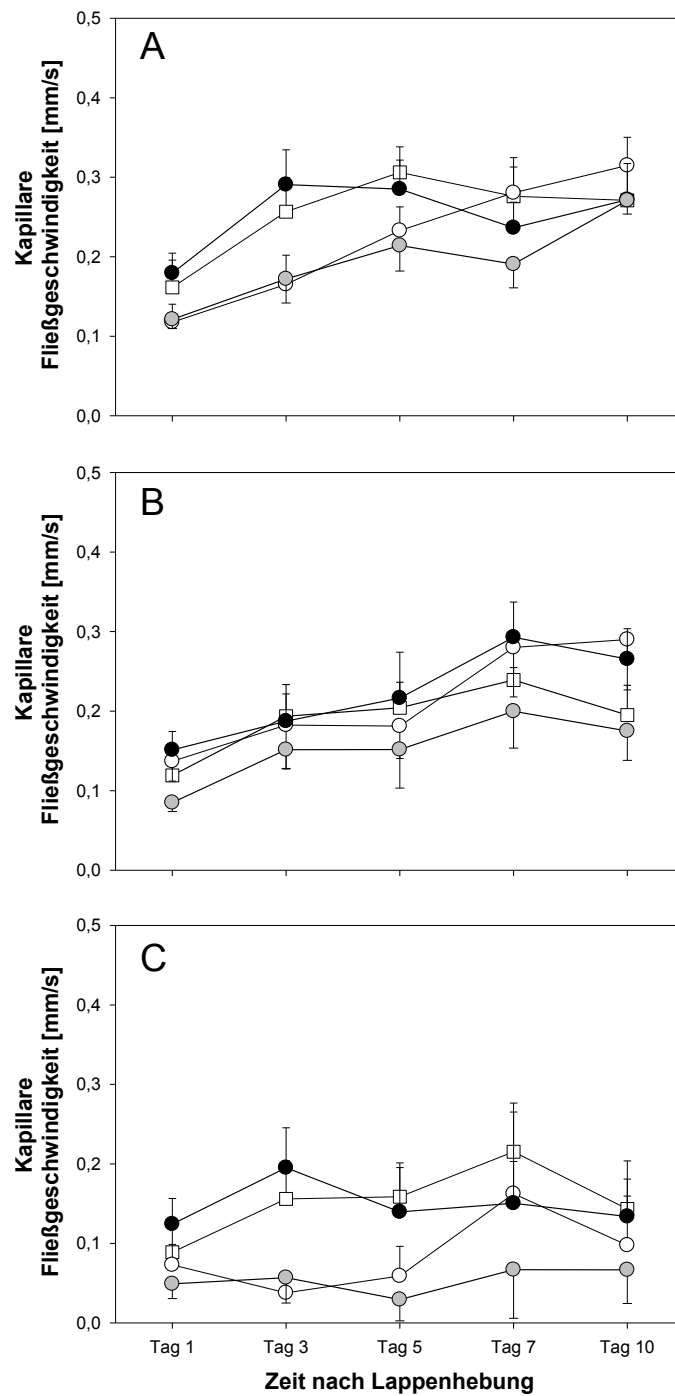 A
0,5
0,4
0,3
0,2
0,1
0,0
Kapillare
Fließgeschwindigkeit [mm/s]
B
0,5
0,4
0,3
0,2
0,1
0,0
Kapillare
Fließgeschwindigkeit [mm/s]
C
0,5
0,4
0,3
0,2
0,1
0,0
Kapillare
Fließgeschwindigkeit [mm/s]
Tag 1 Tag 3 Tag 5 Tag 7 Tag 10
Zeit nach Lappenhebung